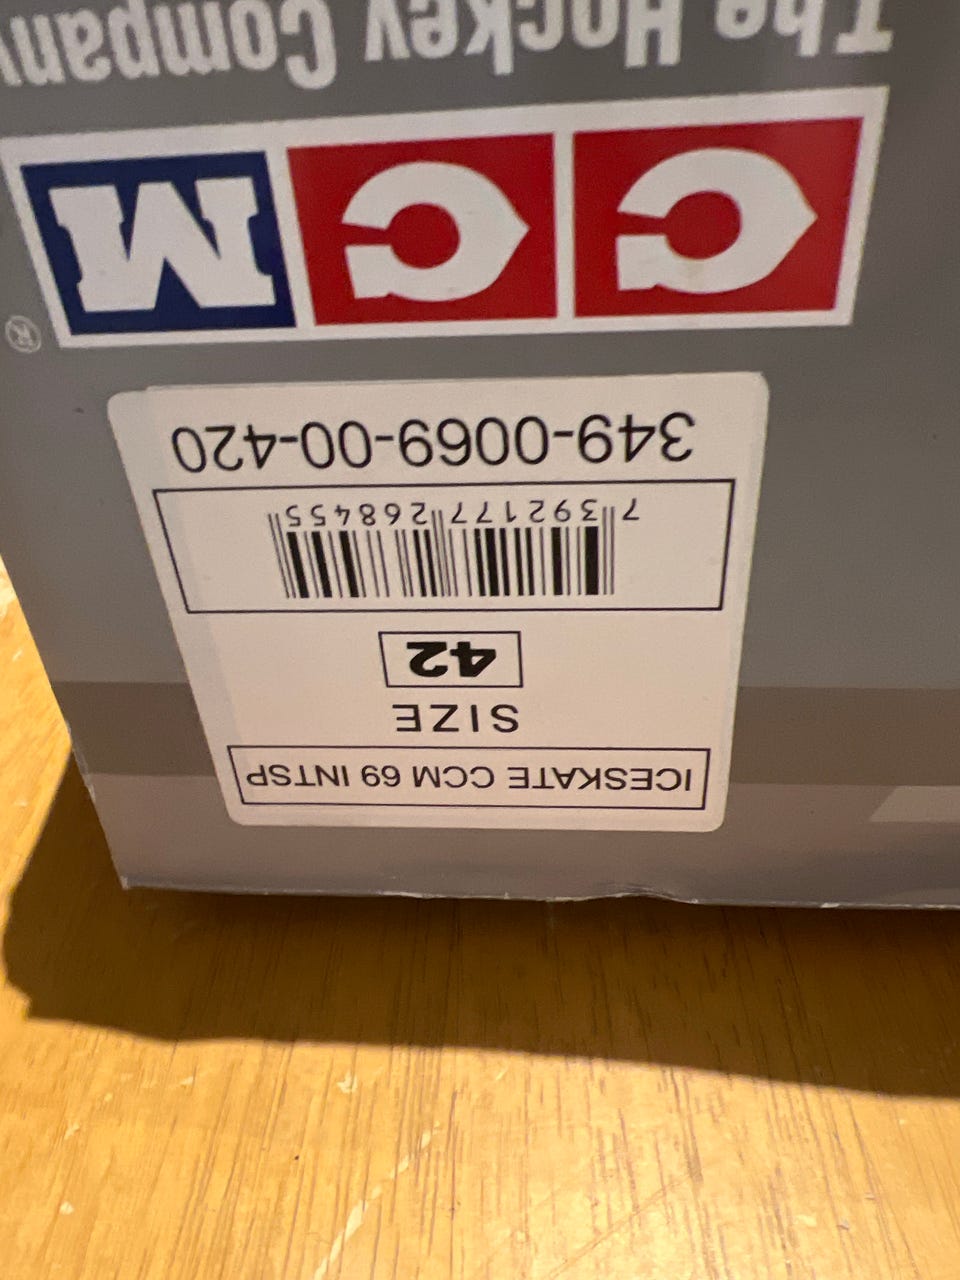 ICESKATE CCM 69 INTSP
SIZE
42
7 392177 268455
349-0069-00-420
CCM®
The Hockey Company